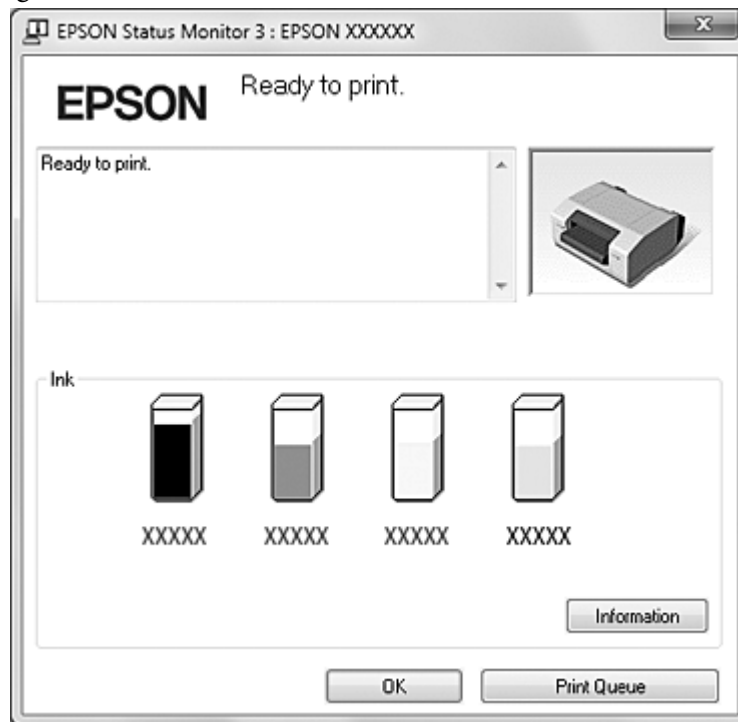 g
EPSON Status Monitor 3 : EPSON XXXXXX
x
EPSON
Ready to print.
Ready to print.
Ink
XXXXX XXXXX XXXXX XXXXX
Information
OK Print Queue